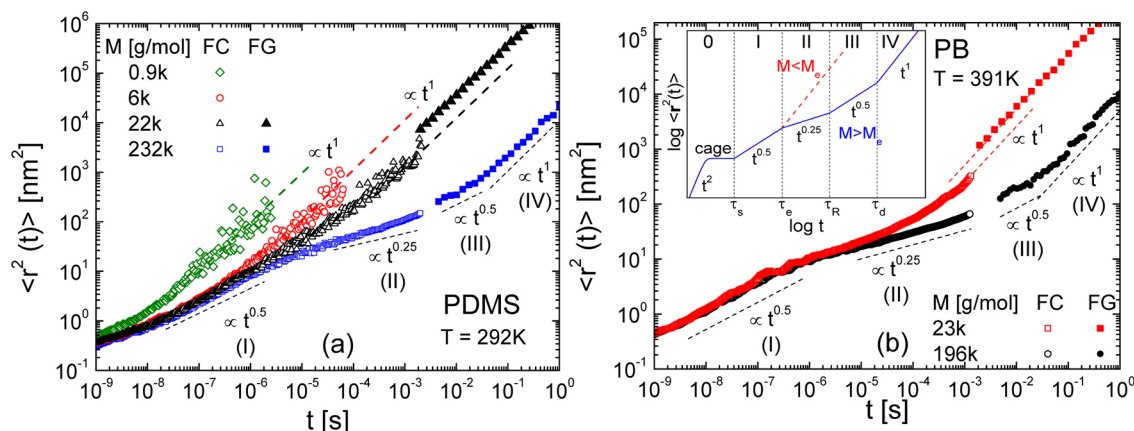 M [g/mol] FC FG
0.9k
6k
22k
232k
∝ t^1
∝ t^1
∝ t^1
(IV)
∝ t^0.5
(III)
∝ t^0.25
(II)
∝ t^0.5
(I)
(a)
PDMS
T = 292K
<r^2 (t)> [nm^2]
10^6
10^5
10^4
10^3
10^2
10^1
10^0
10^-1
10^-9 10^-8 10^-7 10^-6 10^-5 10^-4 10^-3 10^-2 10^-1 10^0
t [s]
PB
T = 391K
0 I II III IV
M<M_e
t^1
cage
t^0.5
t^0.25
t^0.5
M>M_e
t^2
log <r^2(t)>
τ_s τ_e τ_R τ_d
log t
∝ t^1
∝ t^1
(IV)
∝ t^0.5
(III)
∝ t^0.25
(II)
∝ t^0.5
(I)
(b)
M [g/mol] FC FG
23k
196k
<r^2 (t)> [nm^2]
10^5
10^4
10^3
10^2
10^1
10^0
10^-1
10^-9 10^-8 10^-7 10^-6 10^-5 10^-4 10^-3 10^-2 10^-1 10^0
t [s]